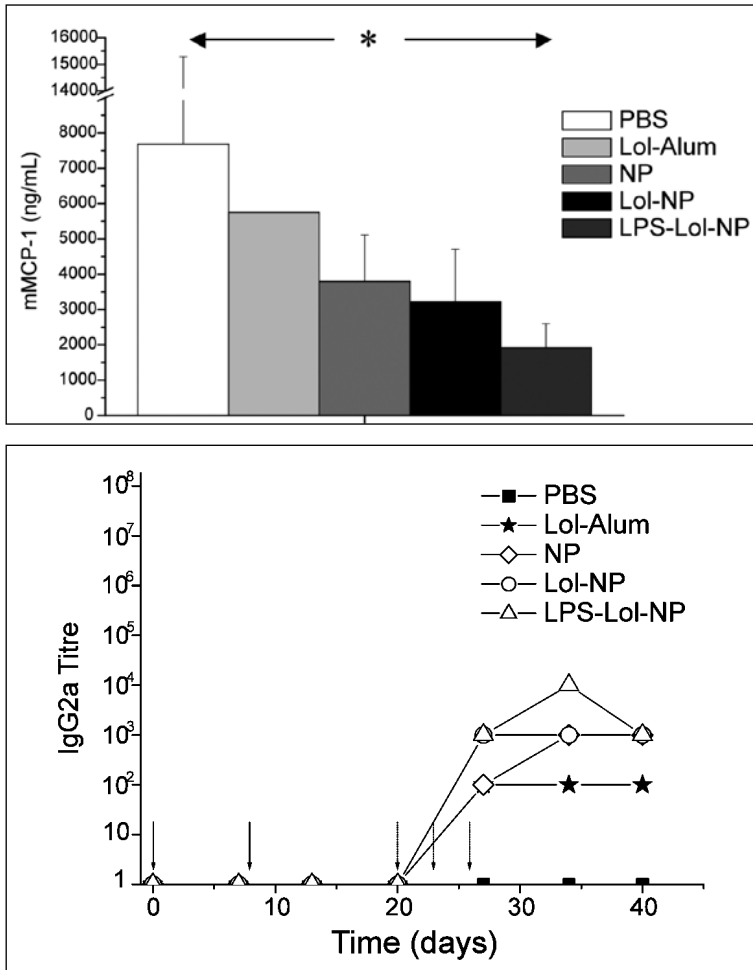 16000
15000
14000
8000
7000
6000
5000
4000
3000
2000
1000
0
mMCP-1 (ng/mL)
*
PBS
Lol-Alum
NP
Lol-NP
LPS-Lol-NP
10⁸
10⁷
10⁶
10⁵
10⁴
10³
10²
10
1
IgG2a Titre
PBS
Lol-Alum
NP
Lol-NP
LPS-Lol-NP
0 10 20 30 40
Time (days)